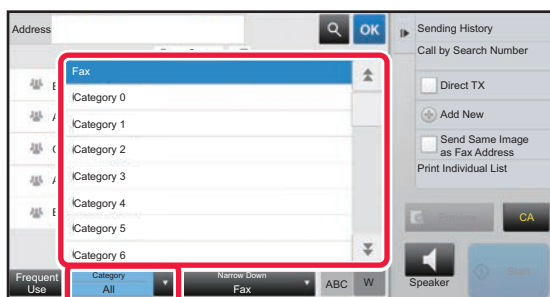 Address
OK
Sending History
Call by Search Number
Fax
Direct TX
Category 0
Add New
Category 1
Category 2
Send Same Image
as Fax Address
Category 3
Print Individual List
Category 4
Category 5
CA
Category 6
Frequent
Use
Category
All
Narrow Down
Fax
ABC
W
Speaker
Start